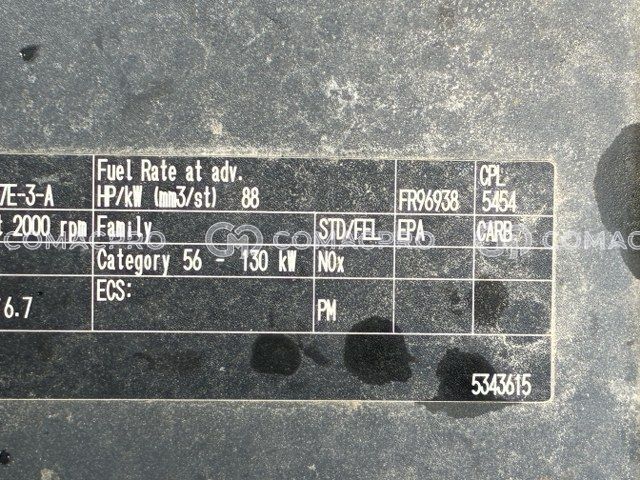 Fuel Rate at adv.
7E-3-A HP/kW (mm3/st) 88 FR96938 CPL 5454
2000 rpm Family STD/FEL EPA CARB
COMACPRO COMACPRO COMACPRO
Category 56 - 130 kW NOx
ECS:
6.7 PM
5343615